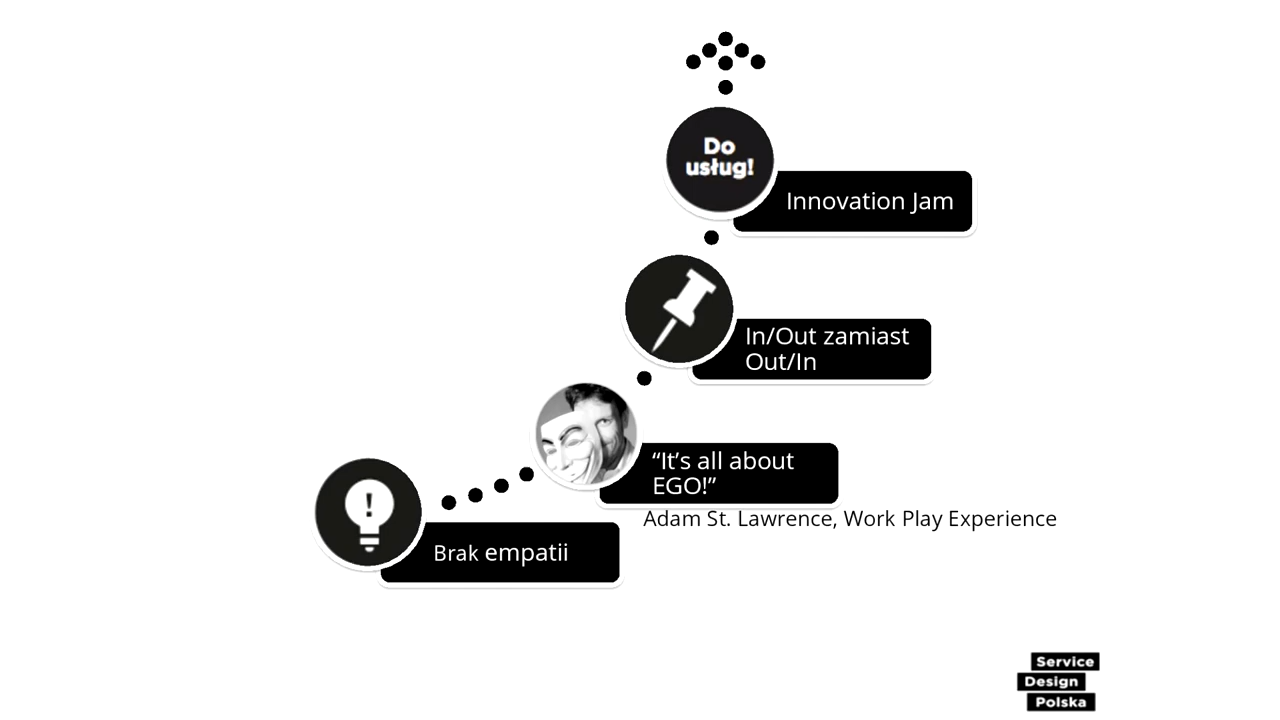 Do
usług!
Innovation Jam
In/Out zamiast
Out/In
“It’s all about
EGO!”
Adam St. Lawrence, Work Play Experience
!
Brak empatii
Service
Design
Polska